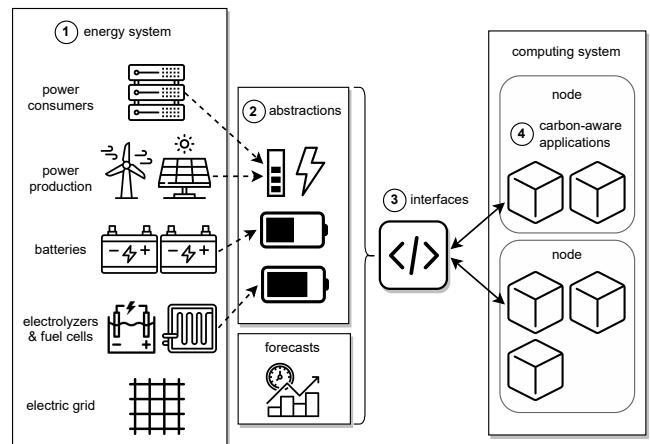 1 energy system
power
consumers
power
production
batteries
electrolyzers
& fuel cells
electric grid
2 abstractions
forecasts
3 interfaces
</>
computing system
node
4 carbon-aware
applications
node